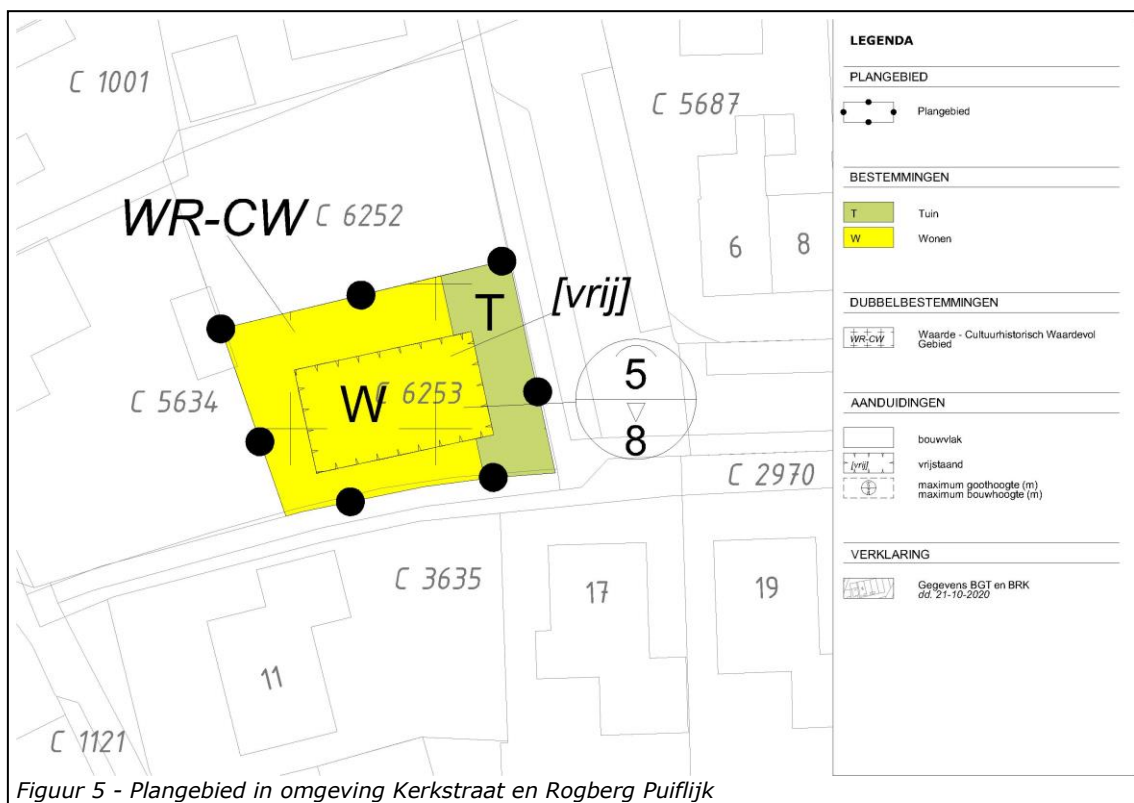 C 1001
C 5687
WR-CW
C 6252
6
8
T
[vrij]
C 5634
W
C 6253
5
8
C 2970
C 3635
17
19
11
C 1121
LEGENDA
PLANGEBIED
Plangebied
BESTEMMINGEN
T Tuin
W Wonen
DUBBELBESTEMMINGEN
WR-CW Waarde - Cultuurhistorisch Waardevol
Gebied
AANDUIDINGEN
bouwvlak
[vrij] vrijstaand
maximum goothoogte (m)
maximum bouwhoogte (m)
VERKLARING
Gegevens BGT en BRK
dd. 21-10-2020
Figuur 5 - Plangebied in omgeving Kerkstraat en Rogberg Puiflijk